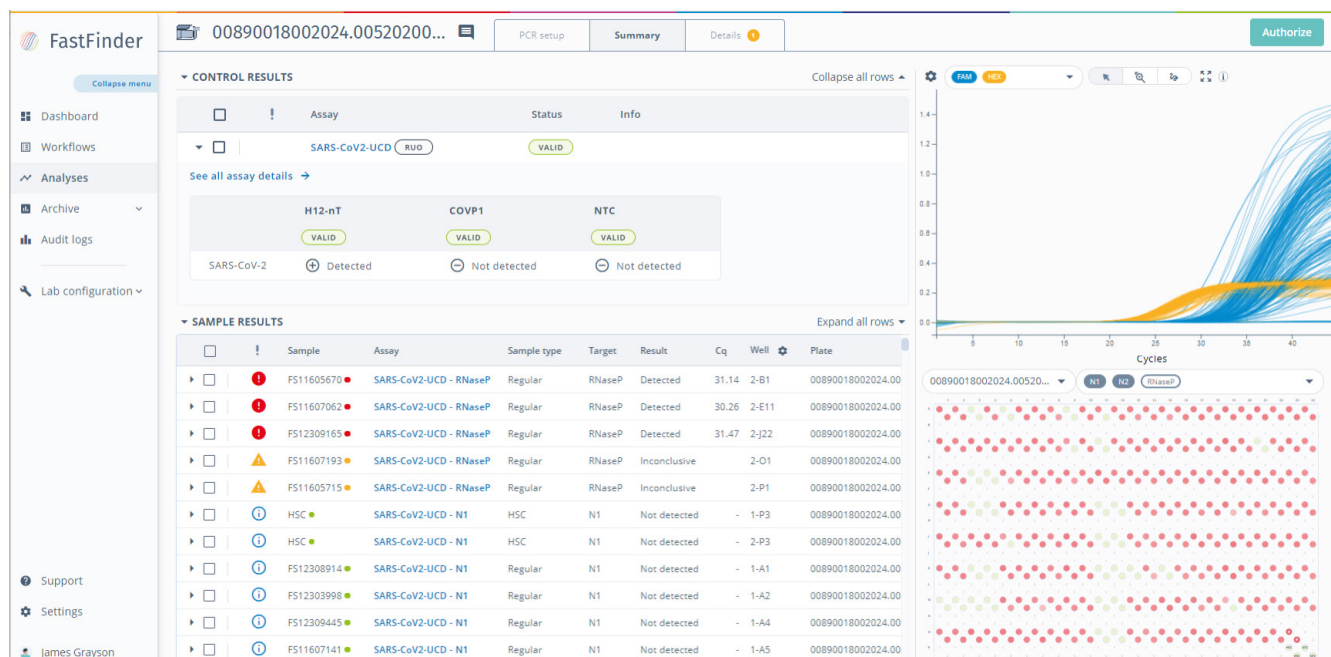 FastFinder
00890018002024.00520200...
PCR setup
Summary
Details 1
Authorize
Collapse menu
Dashboard
Workflows
Analyses
Archive
Audit logs
Lab configuration
Support
Settings
James Grayson
CONTROL RESULTS
Collapse all rows
! Assay Status Info
SARS-CoV2-UCD RUO VALID
See all assay details →
H12-nT COVP1 NTC
VALID VALID VALID
SARS-CoV-2 Detected Not detected Not detected
SAMPLE RESULTS
Expand all rows
! Sample Assay Sample type Target Result Cq Well Plate
FS11605670 SARS-CoV2-UCD - RNaseP Regular RNaseP Detected 31.14 2-B1 00890018002024.00
FS11607062 SARS-CoV2-UCD - RNaseP Regular RNaseP Detected 30.26 2-E11 00890018002024.00
FS12309165 SARS-CoV2-UCD - RNaseP Regular RNaseP Detected 31.47 2-J22 00890018002024.00
FS11607193 SARS-CoV2-UCD - RNaseP Regular RNaseP Inconclusive 2-O1 00890018002024.00
FS11605715 SARS-CoV2-UCD - RNaseP Regular RNaseP Inconclusive 2-P1 00890018002024.00
HSC SARS-CoV2-UCD - N1 HSC N1 Not detected - 1-P3 00890018002024.00
HSC SARS-CoV2-UCD - N1 HSC N1 Not detected - 2-P3 00890018002024.00
FS12308914 SARS-CoV2-UCD - N1 Regular N1 Not detected - 1-A1 00890018002024.00
FS12303998 SARS-CoV2-UCD - N1 Regular N1 Not detected - 1-A2 00890018002024.00
FS12309445 SARS-CoV2-UCD - N1 Regular N1 Not detected - 1-A4 00890018002024.00
FS11607141 SARS-CoV2-UCD - N1 Regular N1 Not detected - 1-A5 00890018002024.00
FAM HEX
1.4
1.2
1.0
0.8
0.6
0.4
0.2
0.0
5 10 15 20 25 30 35 40
Cycles
00890018002024.00520... N1 N2 RNaseP